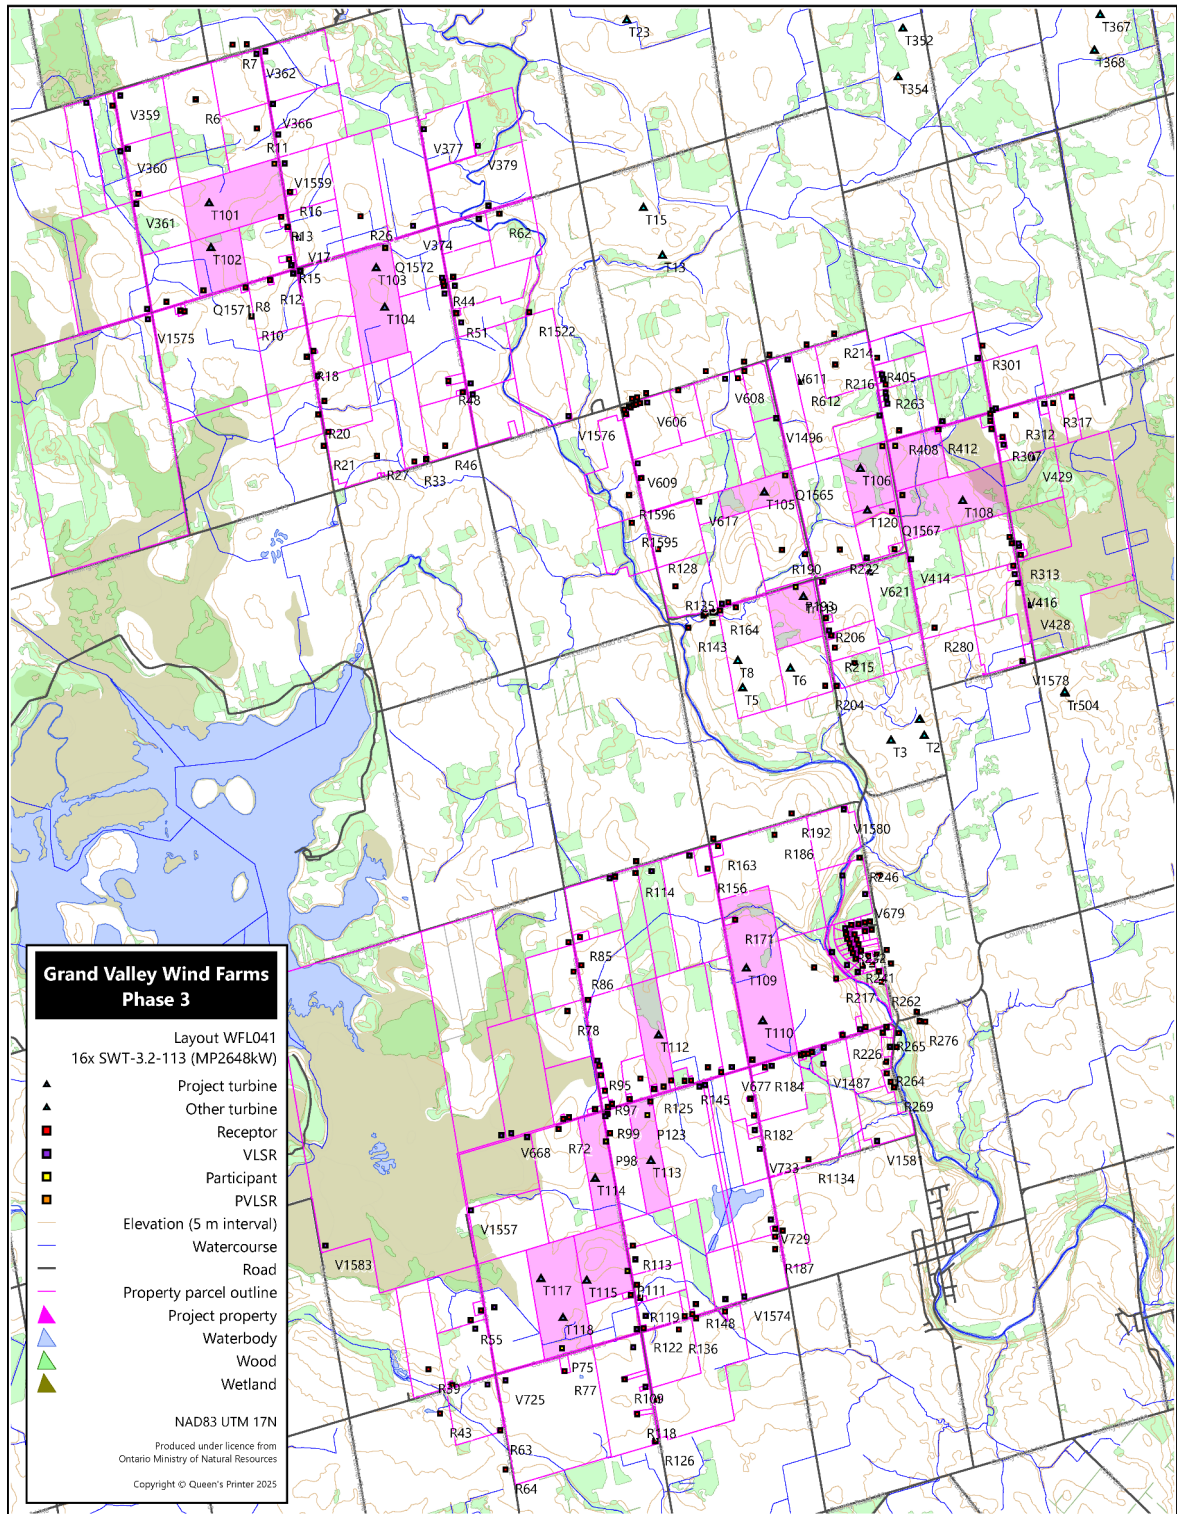 T23
T352
T367
T368
T354
R7
V362
V359
R6
V366
V377
V379
R11
V360
V1559
T101
V361
R16
T15
R62
R13
R26
V374
T102
V17
T13
Q1572
T103
R15
R12
Q1571
R8
R44
T104
V1575
R10
R51
R1522
R214
R301
R18
V611
R216
R405
R612
R48
V608
R263
V1576
V606
V1496
R317
R312
R20
R408
R412
R307
R21
R46
R27
R33
T106
V429
V609
Q1565
T105
T108
V617
R1596
T120
Q1567
R1595
R128
R190
R222
V414
R313
V621
R135
P193
V416
R164
R206
V428
R143
R280
T8
T6
R215
V1578
T5
R204
Tr504
T3
T2
R192
V1580
R186
R163
R246
R114
R156
V679
R171
R85
R241
T109
R86
R217
R262
R78
T110
R276
T112
R226
R265
V677
R184
V1487
R264
R95
R145
R125
R97
R269
R99
P123
R182
R72
V668
P98
V1581
V733
T113
R1134
T114
V1557
V729
V1583
R113
R187
T117
T115
P111
V1574
R119
R148
T118
R55
R122
R136
P75
R39
R77
V725
R109
R43
R118
R63
R126
R64
Grand Valley Wind Farms
Phase 3
Layout WFL041
16x SWT-3.2-113 (MP2648kW)
Project turbine
Other turbine
Receptor
VLSR
Participant
PVLSR
Elevation (5 m interval)
Watercourse
Road
Property parcel outline
Project property
Waterbody
Wood
Wetland
NAD83 UTM 17N
Produced under licence from
Ontario Ministry of Natural Resources
Copyright © Queen's Printer 2025